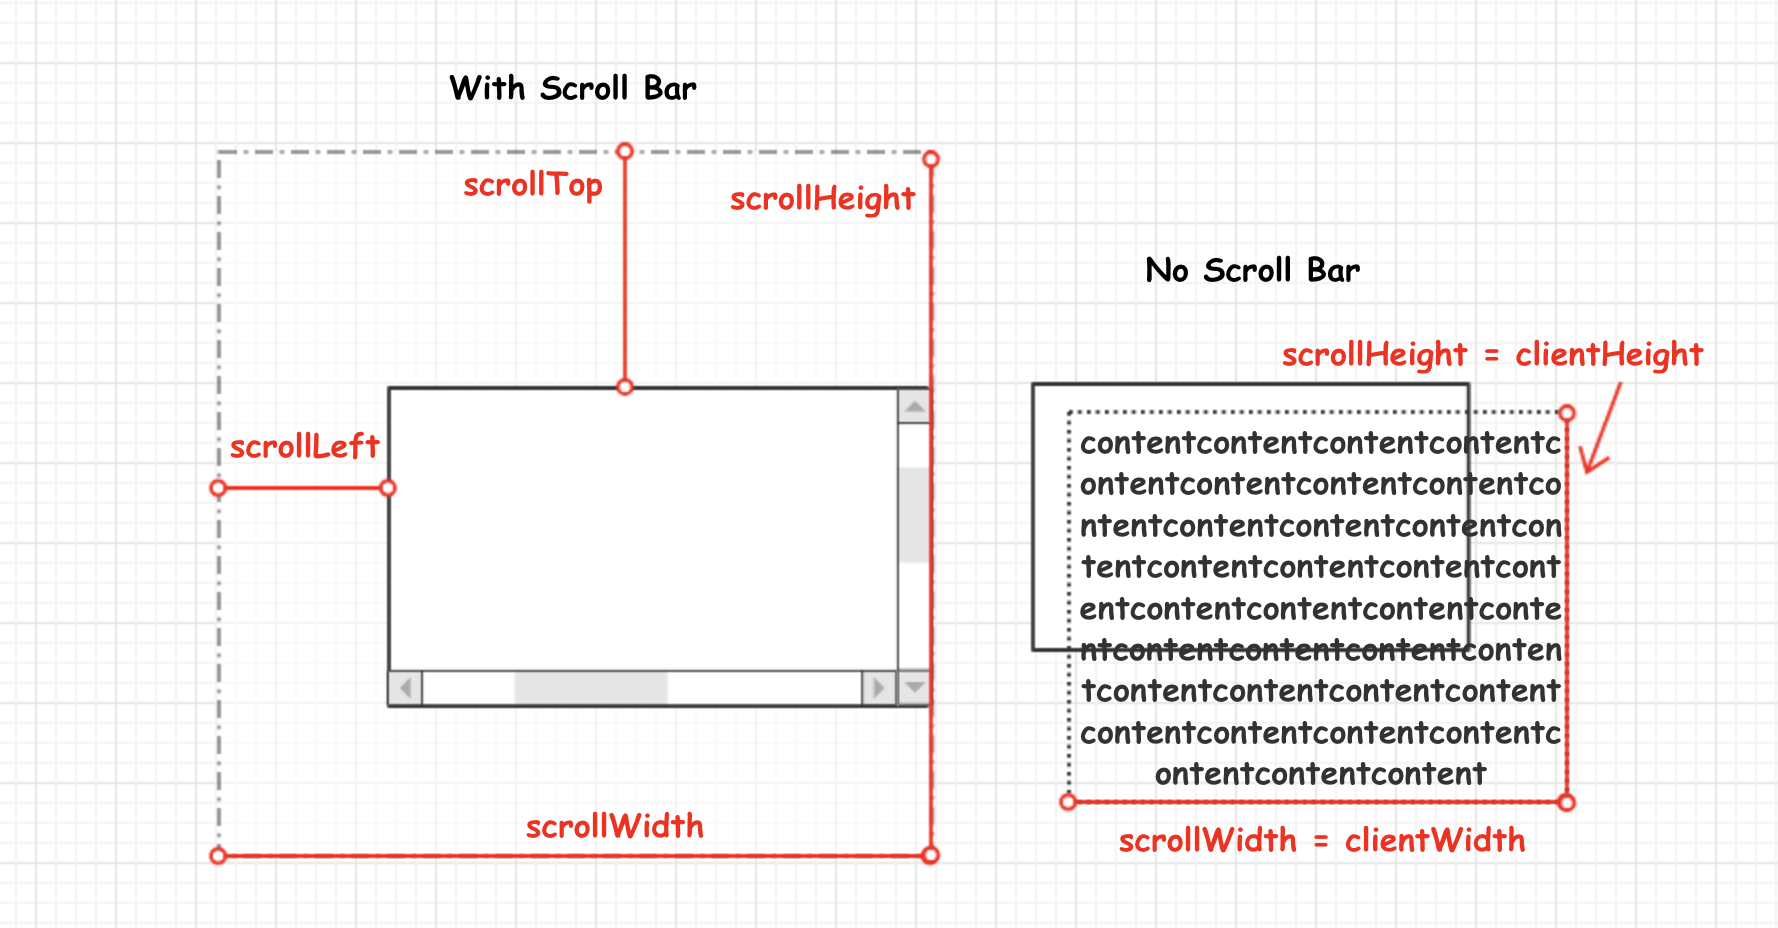 With Scroll Bar
scrollTop
scrollHeight
scrollLeft
scrollWidth
No Scroll Bar
scrollHeight = clientHeight
contentcontentcontentcontentc
ontentcontentcontentcontentco
ntentcontentcontentcontentcon
tentcontentcontentcontentcont
entcontentcontentcontentconte
ntcontentcontentcontentconten
tcontentcontentcontentcontent
contentcontentcontentcontentc
ontentcontentcontent
scrollWidth = clientWidth